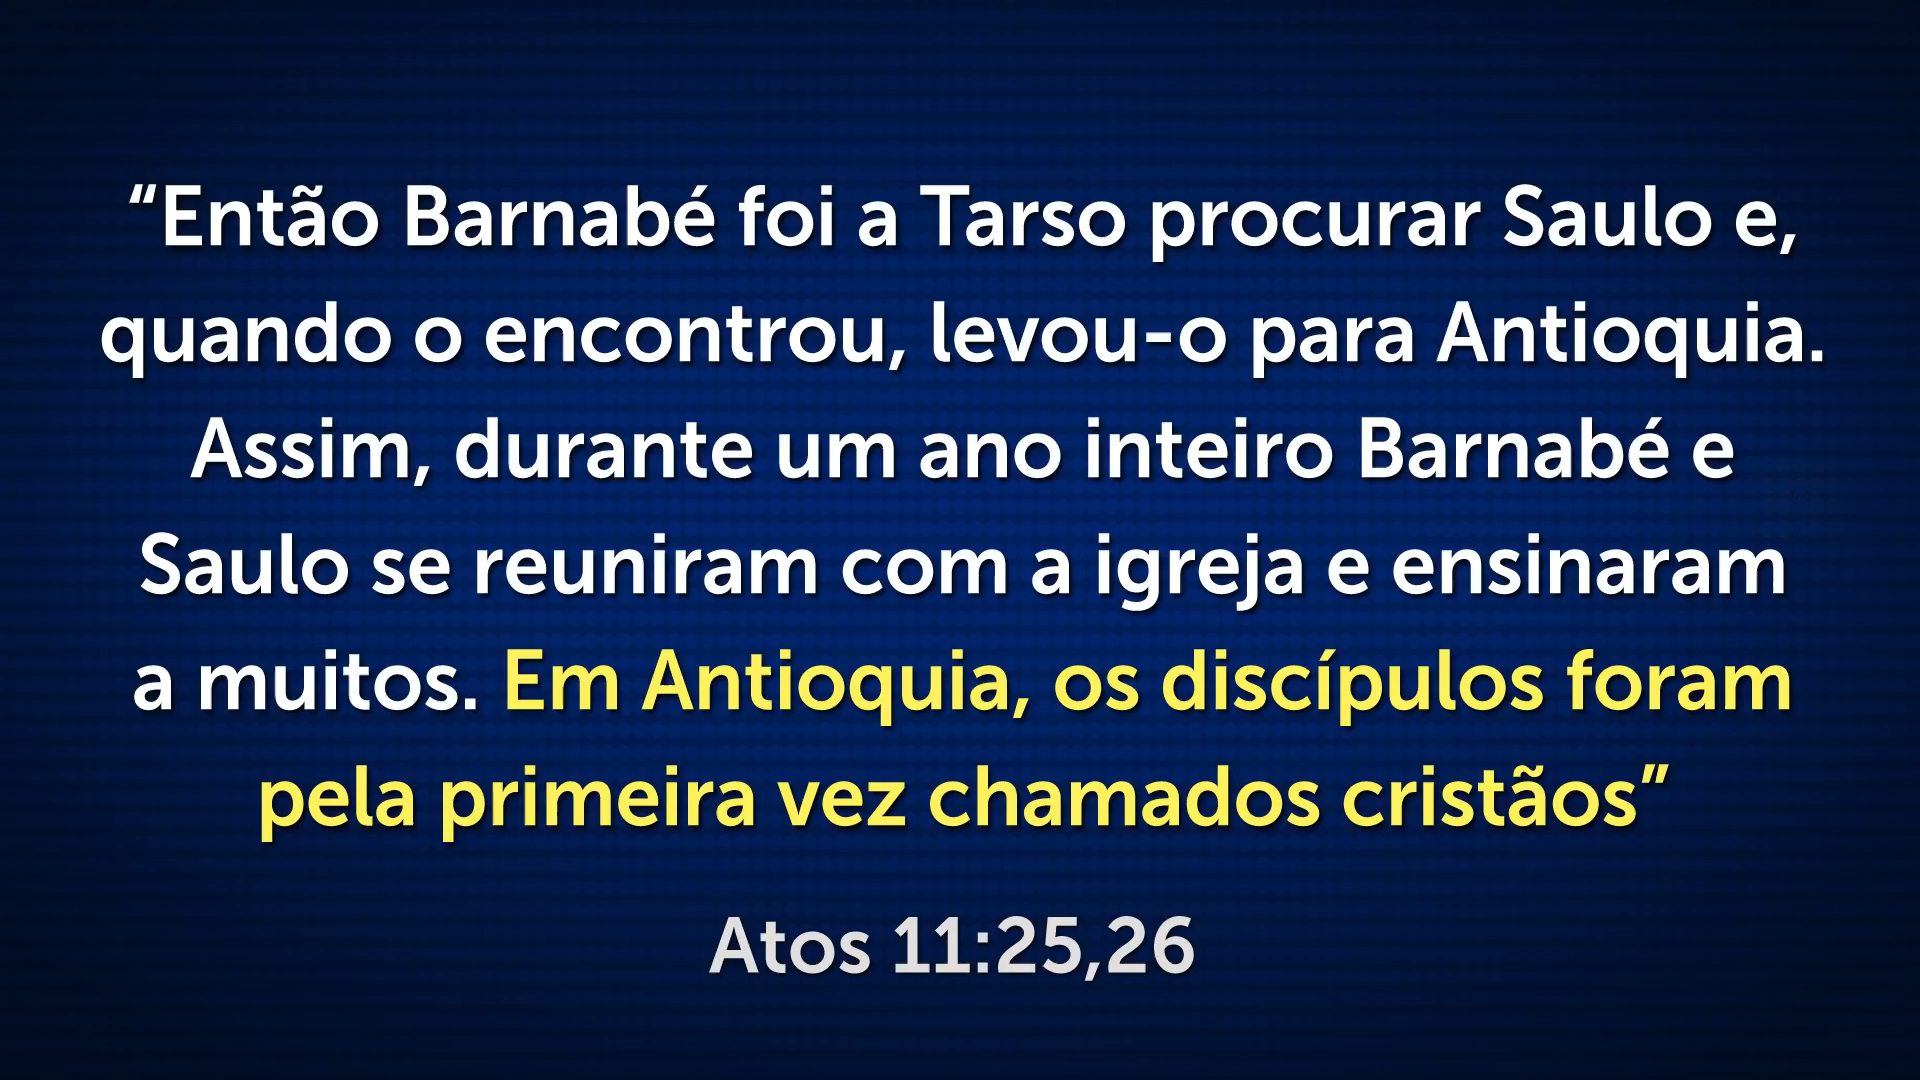 “Então Barnabé foi a Tarso procurar Saulo e,
quando o encontrou, levou-o para Antioquia.
Assim, durante um ano inteiro Barnabé e
Saulo se reuniram com a igreja e ensinaram
a muitos. Em Antioquia, os discípulos foram
pela primeira vez chamados cristãos”
Atos 11:25,26